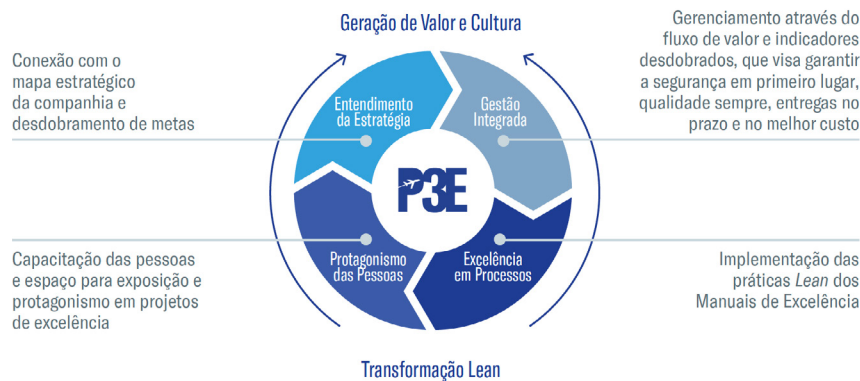 Geração de Valor e Cultura
Conexão com o
mapa estratégico
da companhia e
desdobramento de metas
Gerenciamento através do
fluxo de valor e indicadores
desdobrados, que visa garantir
a segurança em primeiro lugar,
qualidade sempre, entregas no
prazo e no melhor custo
Entendimento
da Estratégia
Gestão
Integrada
P3E
Protagonismo
das Pessoas
Excelência
em Processos
Capacitação das pessoas
e espaço para exposição e
protagonismo em projetos
de excelência
Implementação das
práticas Lean dos
Manuais de Excelência
Transformação Lean